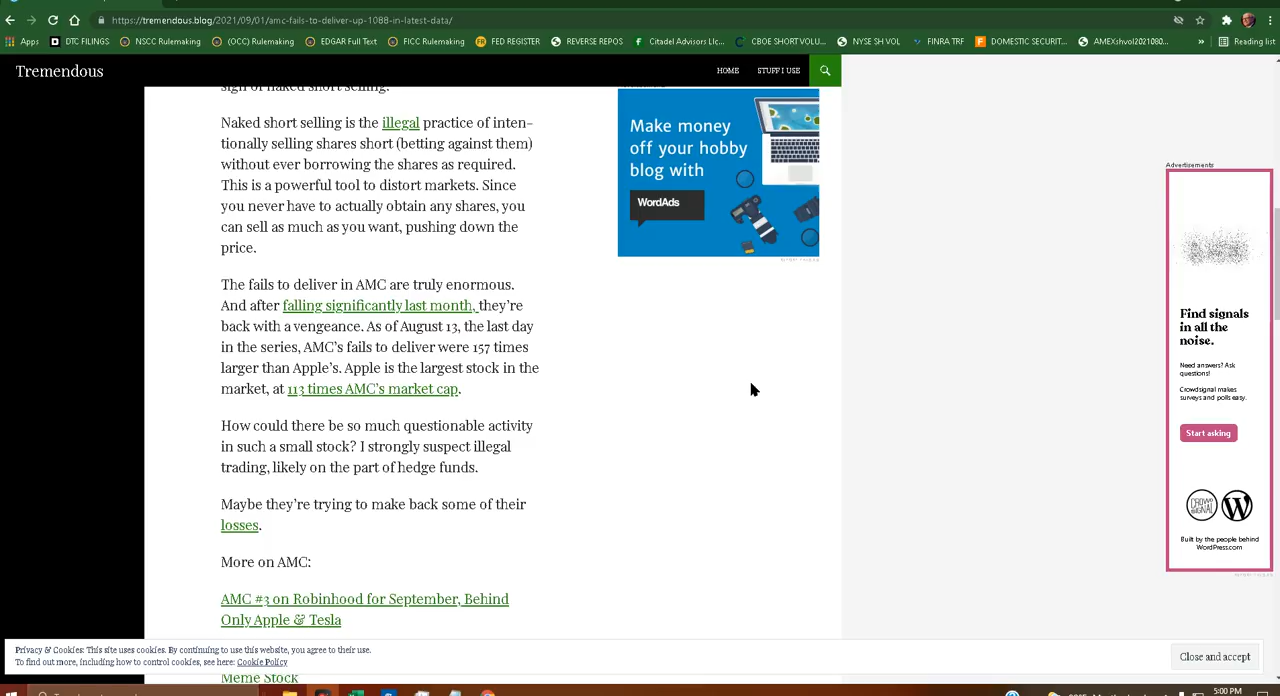 https://tremendous.blog/2021/09/01/amc-fails-to-deliver-up-1088-in-latest-data/
Apps DTC FILINGS NSCC Rulemaking (OCC) Rulemaking EDGAR Full Text FICC Rulemaking FED REGISTER REVERSE REPOS Citadel Advisors Llc... CBOE SHORT VOLU... NYSE SH VOL FINRA TRF DOMESTIC SECURIT... AMEXshvol2021080... » Reading list
Tremendous
HOME STUFF I USE
sign of naked short selling.
Naked short selling is the illegal practice of inten-
tionally selling shares short (betting against them)
without ever borrowing the shares as required.
This is a powerful tool to distort markets. Since
you never have to actually obtain any shares, you
can sell as much as you want, pushing down the
price.
The fails to deliver in AMC are truly enormous.
And after falling significantly last month, they're
back with a vengeance. As of August 13, the last day
in the series, AMC's fails to deliver were 157 times
larger than Apple's. Apple is the largest stock in the
market, at 113 times AMC's market cap.
How could there be so much questionable activity
in such a small stock? I strongly suspect illegal
trading, likely on the part of hedge funds.
Maybe they're trying to make back some of their
losses.
More on AMC:
AMC #3 on Robinhood for September, Behind
Only Apple & Tesla
Meme Stock
Make money
off your hobby
blog with
WordAds
Advertisements
Find signals
in all the
noise.
Need answers? Ask
questions!
Crowdsignal makes
surveys and polls easy.
Start asking
CROWD
SIGNAL
Built by the people behind
WordPress.com
Privacy & Cookies: This site uses cookies. By continuing to use this website, you agree to their use.
To find out more, including how to control cookies, see here: Cookie Policy
Close and accept
5:00 PM